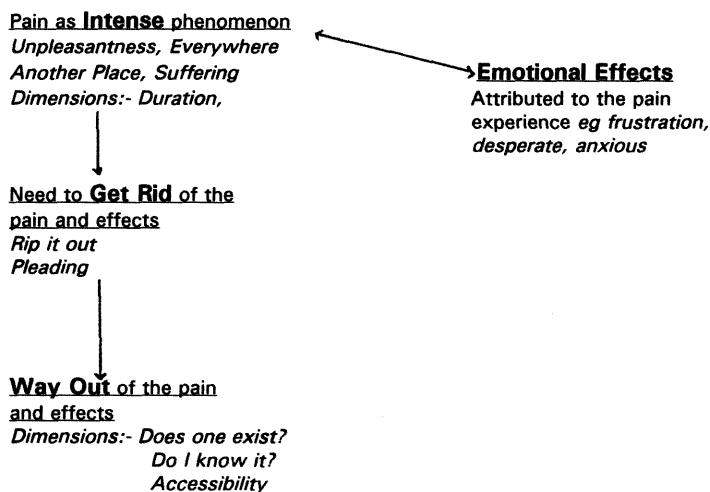 Pain as Intense phenomenon
Unpleasantness, Everywhere
Another Place, Suffering
Dimensions:- Duration,
Emotional Effects
Attributed to the pain
experience eg frustration,
desperate, anxious
Need to Get Rid of the
pain and effects
Rip it out
Pleading
Way Out of the pain
and effects
Dimensions:- Does one exist?
Do I know it?
Accessibility